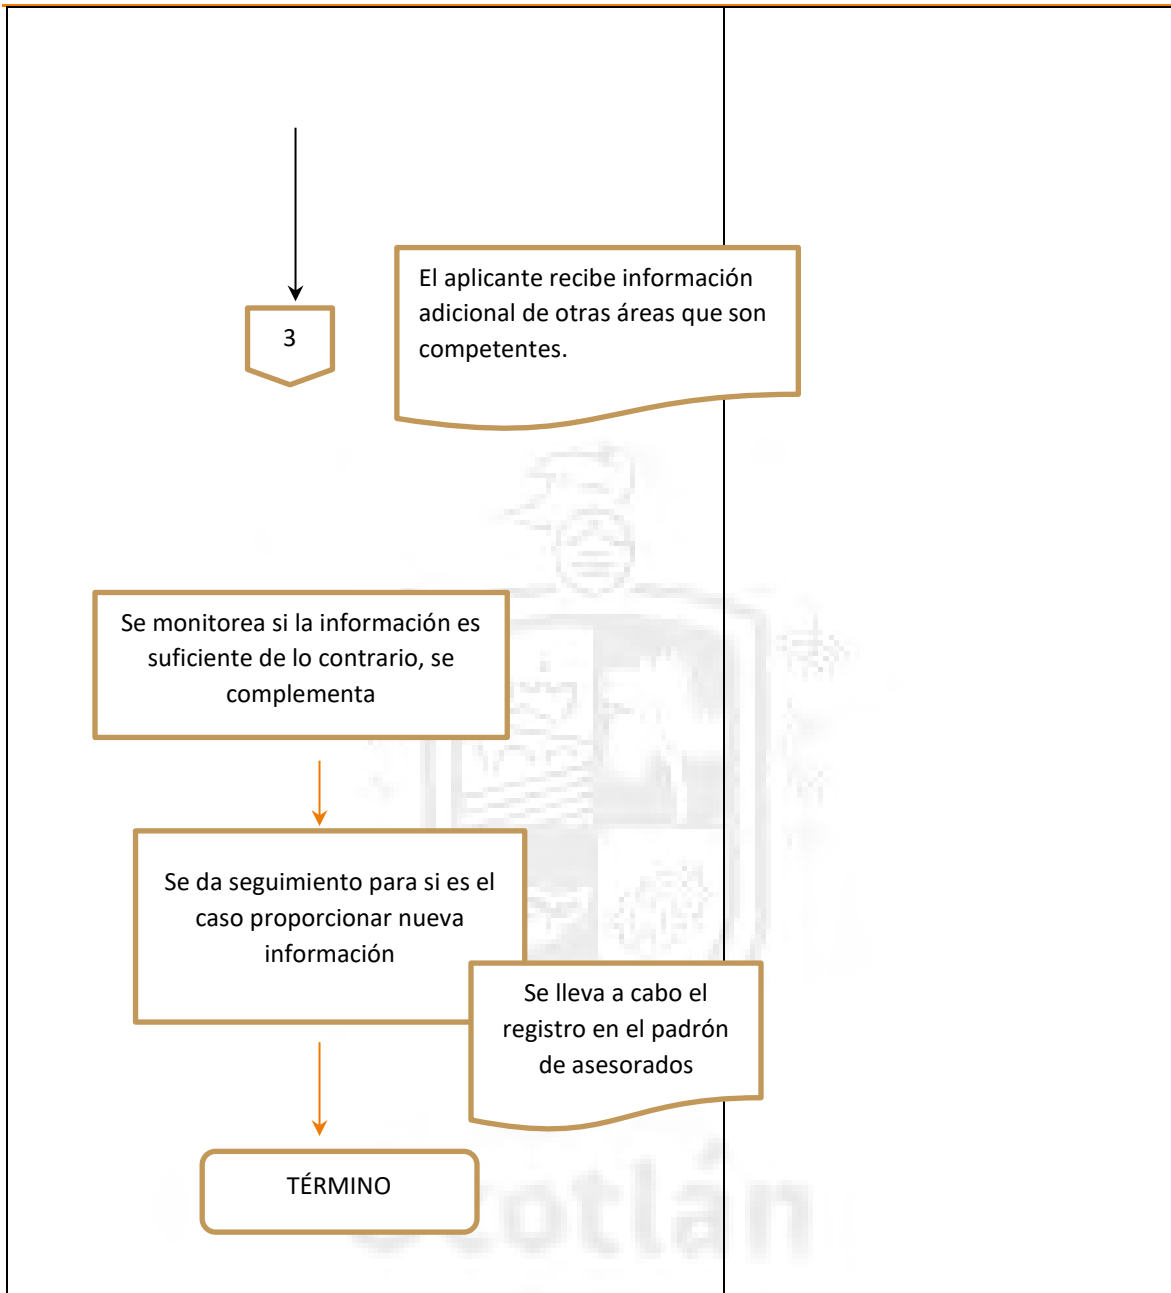 El aplicante recibe información
adicional de otras áreas que son
competentes.
3
Se monitorea si la información es
suficiente de lo contrario, se
complementa
Se da seguimiento para si es el
caso proporcionar nueva
información
Se lleva a cabo el
registro en el padrón
de asesorados
TÉRMINO
Ocotlán